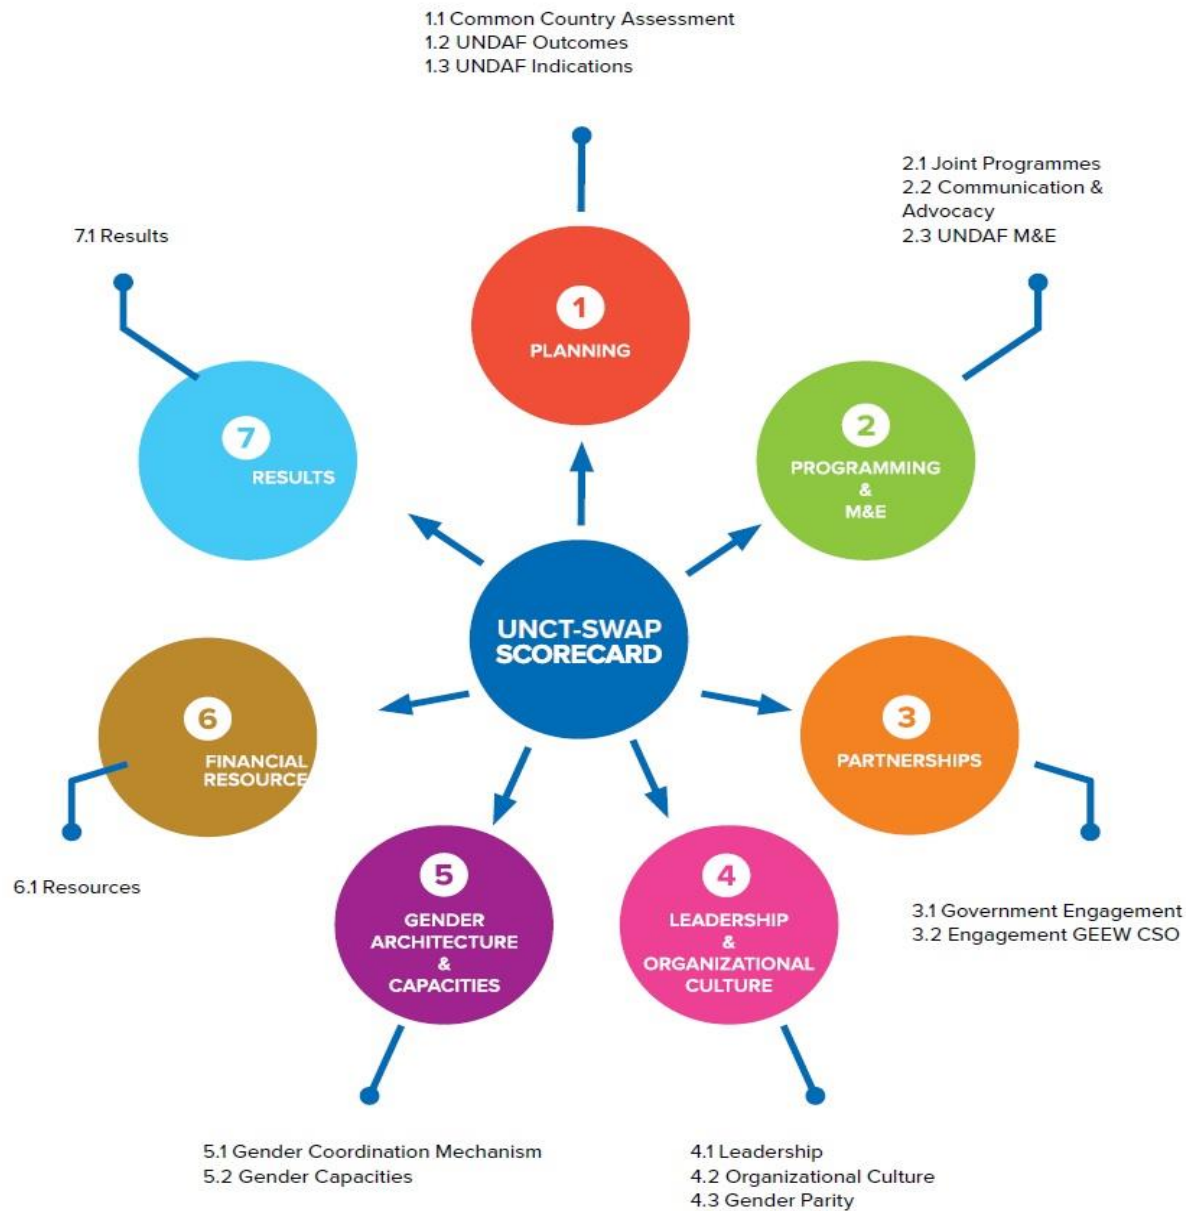 1.1 Common Country Assessment
1.2 UNDAF Outcomes
1.3 UNDAF Indications
2.1 Joint Programmes
2.2 Communication &
Advocacy
2.3 UNDAF M&E
7.1 Results
1
PLANNING
2
PROGRAMMING
&
M&E
7
RESULTS
UNCT-SWAP
SCORECARD
3
PARTNERSHIPS
6
FINANCIAL
RESOURCE
6.1 Resources
5
GENDER
ARCHITECTURE
&
CAPACITIES
4
LEADERSHIP
&
ORGANIZATIONAL
CULTURE
3.1 Government Engagement
3.2 Engagement GEEW CSO
5.1 Gender Coordination Mechanism
5.2 Gender Capacities
4.1 Leadership
4.2 Organizational Culture
4.3 Gender Parity